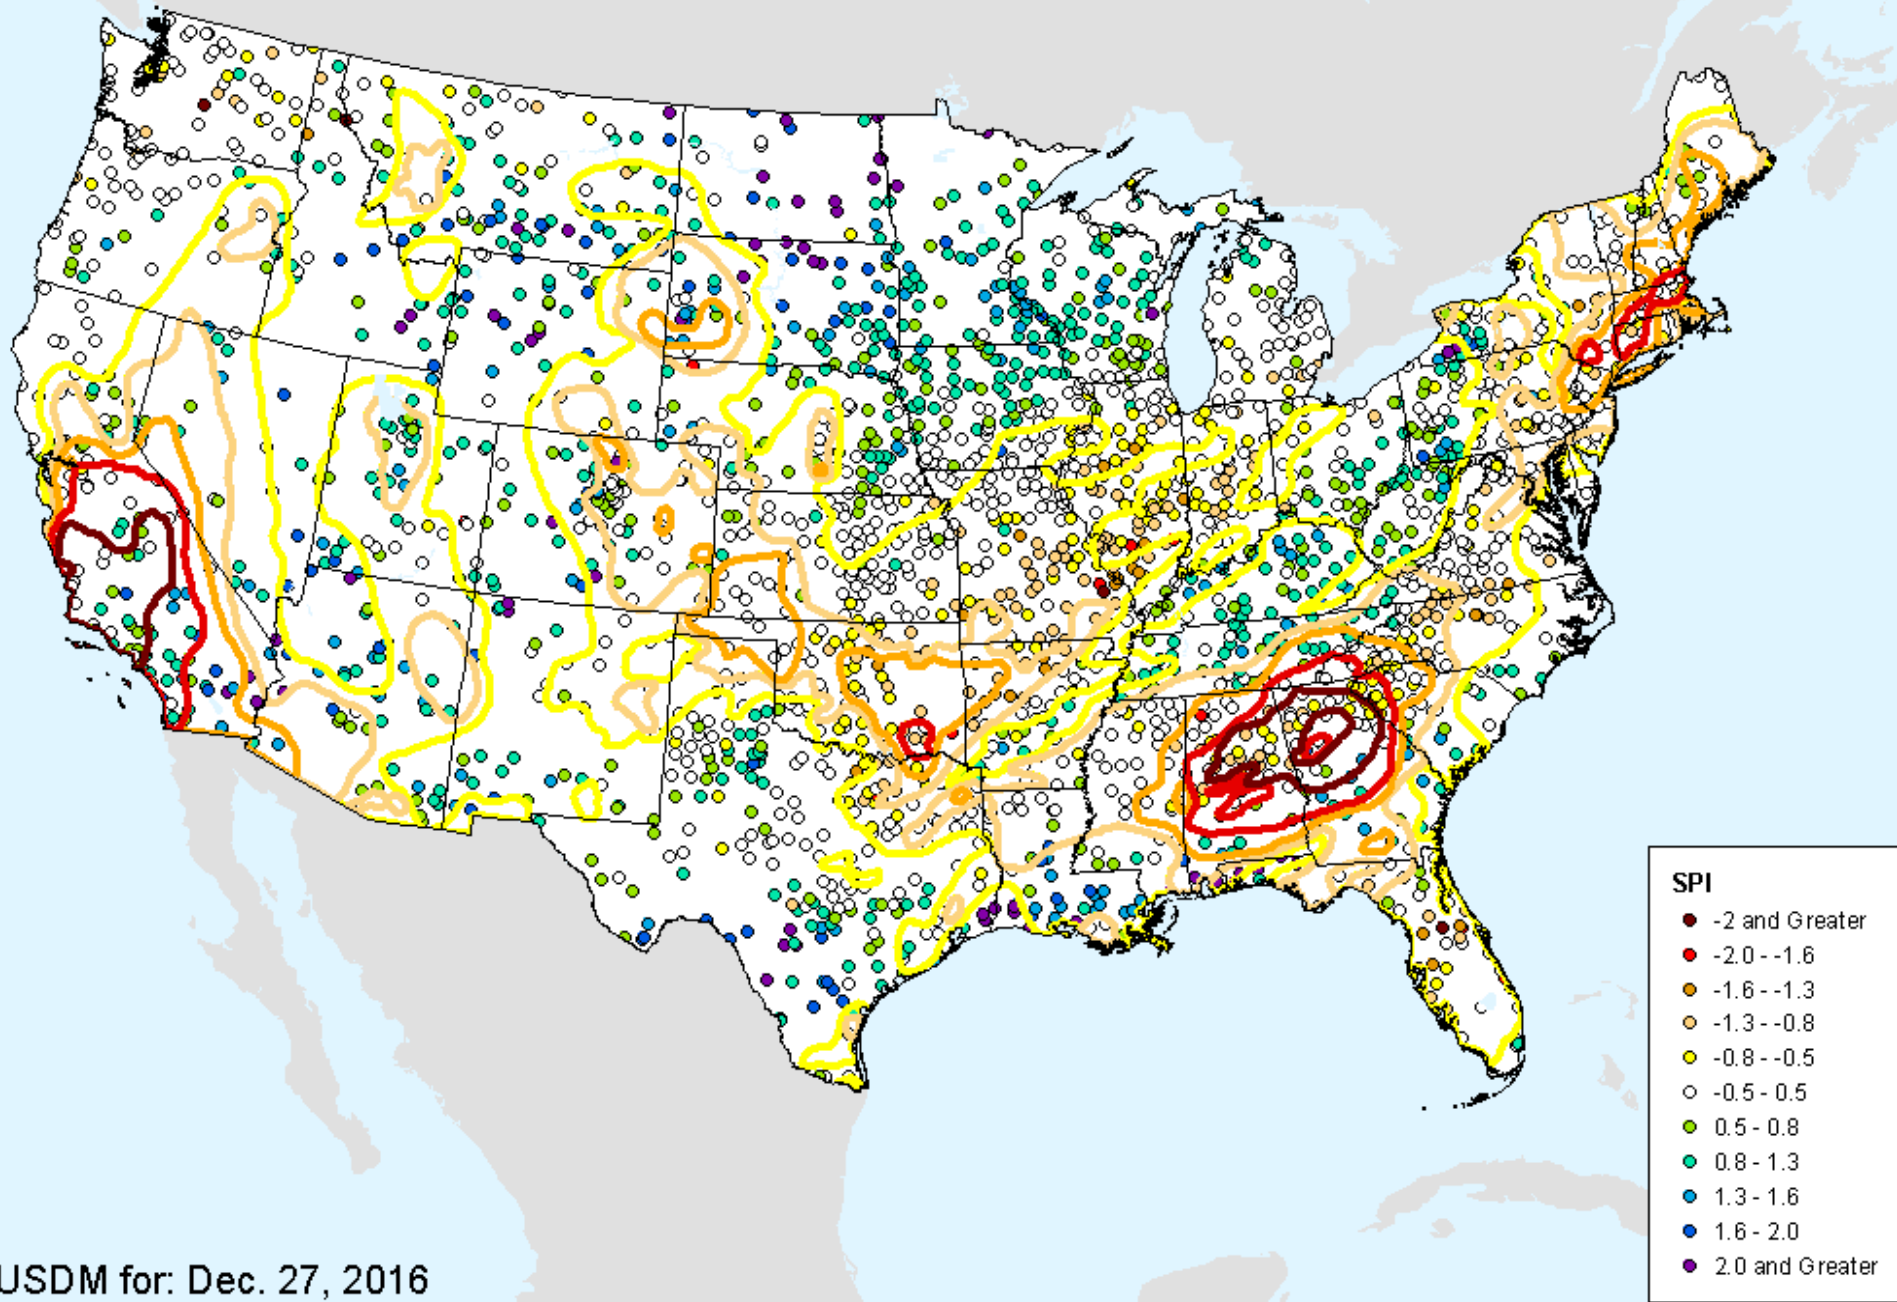 SPI
-2 and Greater
-2.0 - -1.6
-1.6 - -1.3
-1.3 - -0.8
-0.8 - -0.5
-0.5 - 0.5
0.5 - 0.8
0.8 - 1.3
1.3 - 1.6
1.6 - 2.0
2.0 and Greater
USDM for: Dec. 27, 2016